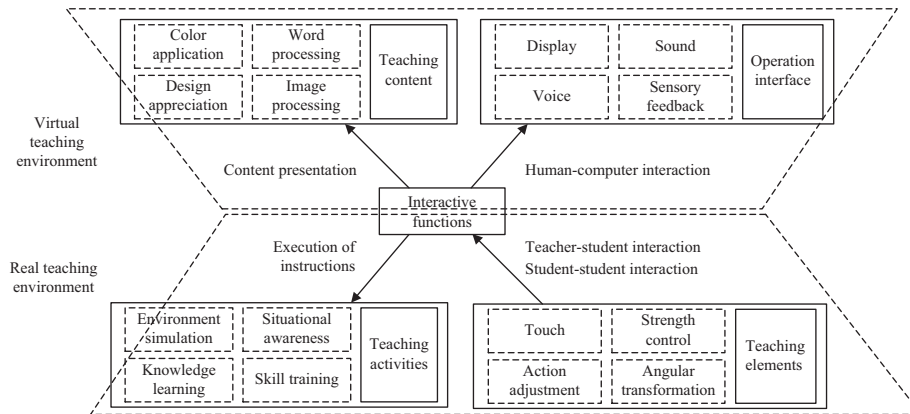 Color
application
Word
processing
Design
appreciation
Image
processing
Teaching
content
Display
Sound
Voice
Sensory
feedback
Operation
interface
Virtual
teaching
environment
Content presentation
Human-computer interaction
Interactive
functions
Execution of
instructions
Teacher-student interaction
Student-student interaction
Real teaching
environment
Environment
simulation
Situational
awareness
Knowledge
learning
Skill training
Teaching
activities
Touch
Strength
control
Action
adjustment
Angular
transformation
Teaching
elements